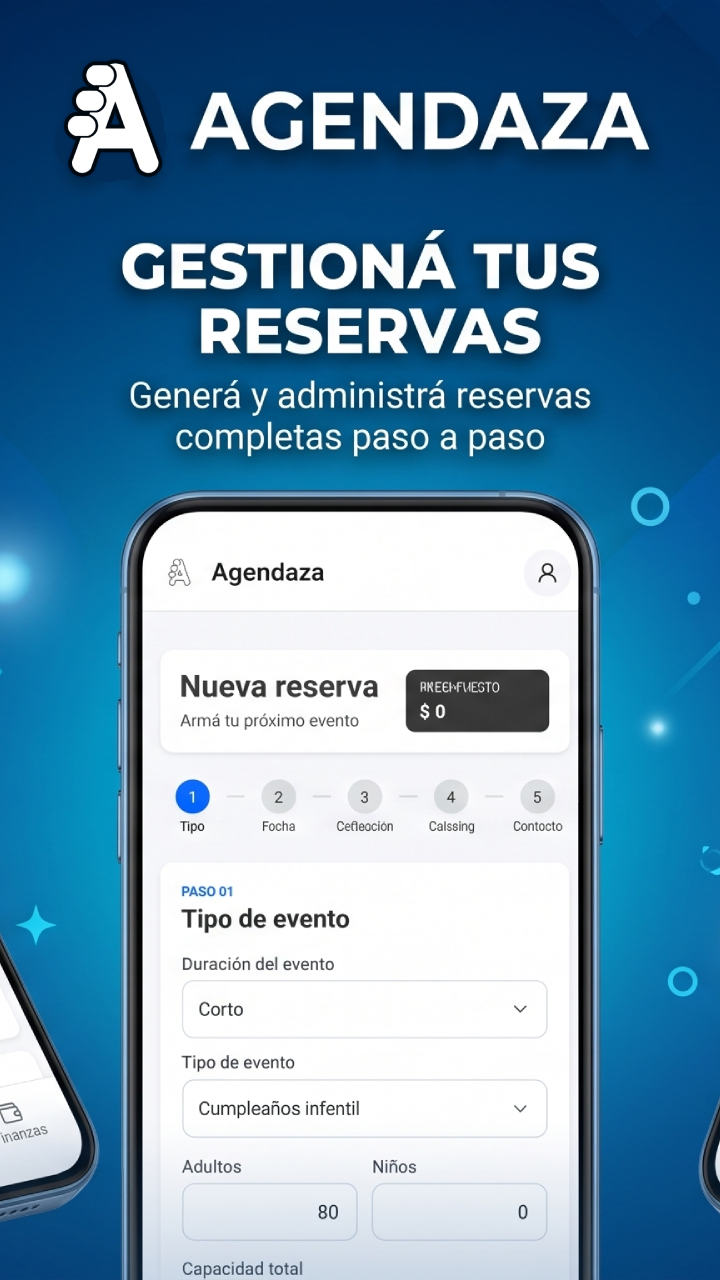 AGENDAZA
GESTIONÁ TUS
RESERVAS
Generá y administrá reservas
completas paso a paso
Agendaza
Nueva reserva
Armá tu próximo evento
$ 0
1 2 3 4 5
Tipo Focha Cefleoción Calssing Contocto
PASO 01
Tipo de evento
Duración del evento
Corto
Tipo de evento
Cumpleaños infentil
Adultos Niños
80 0
Capacidad total
inanzas